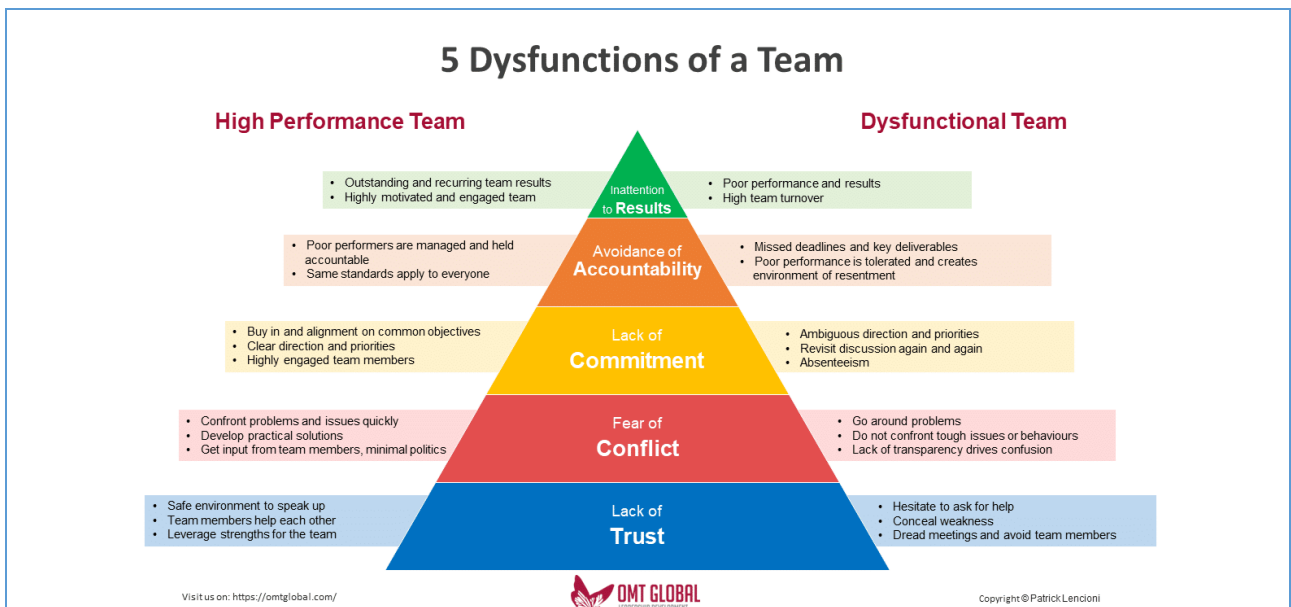 5 Dysfunctions of a Team
High Performance Team
Dysfunctional Team
• Outstanding and recurring team results
• Highly motivated and engaged team
Inattention
to Results
• Poor performance and results
• High team turnover
• Poor performers are managed and held
accountable
• Same standards apply to everyone
Avoidance of
Accountability
• Missed deadlines and key deliverables
• Poor performance is tolerated and creates
environment of resentment
• Buy in and alignment on common objectives
• Clear direction and priorities
• Highly engaged team members
Lack of
Commitment
• Ambiguous direction and priorities
• Revisit discussion again and again
• Absenteeism
• Confront problems and issues quickly
• Develop practical solutions
• Get input from team members, minimal politics
Fear of
Conflict
• Go around problems
• Do not confront tough issues or behaviours
• Lack of transparency drives confusion
• Safe environment to speak up
• Team members help each other
• Leverage strengths for the team
Lack of
Trust
• Hesitate to ask for help
• Conceal weakness
• Dread meetings and avoid team members
Visit us on: https://omtglobal.com/
OMT GLOBAL
LEADERSHIP DEVELOPMENT
Copyright © Patrick Lencioni